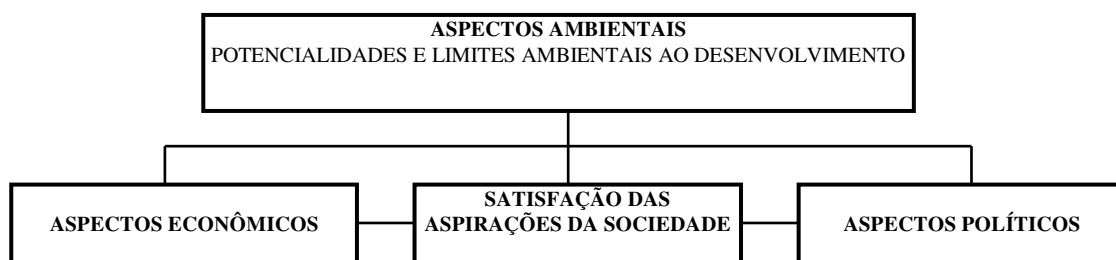 ASPECTOS AMBIENTAIS
POTENCIALIDADES E LIMITES AMBIENTAIS AO DESENVOLVIMENTO
ASPECTOS ECONÔMICOS
SATISFAÇÃO DAS
ASPIRAÇÕES DA SOCIEDADE
ASPECTOS POLÍTICOS